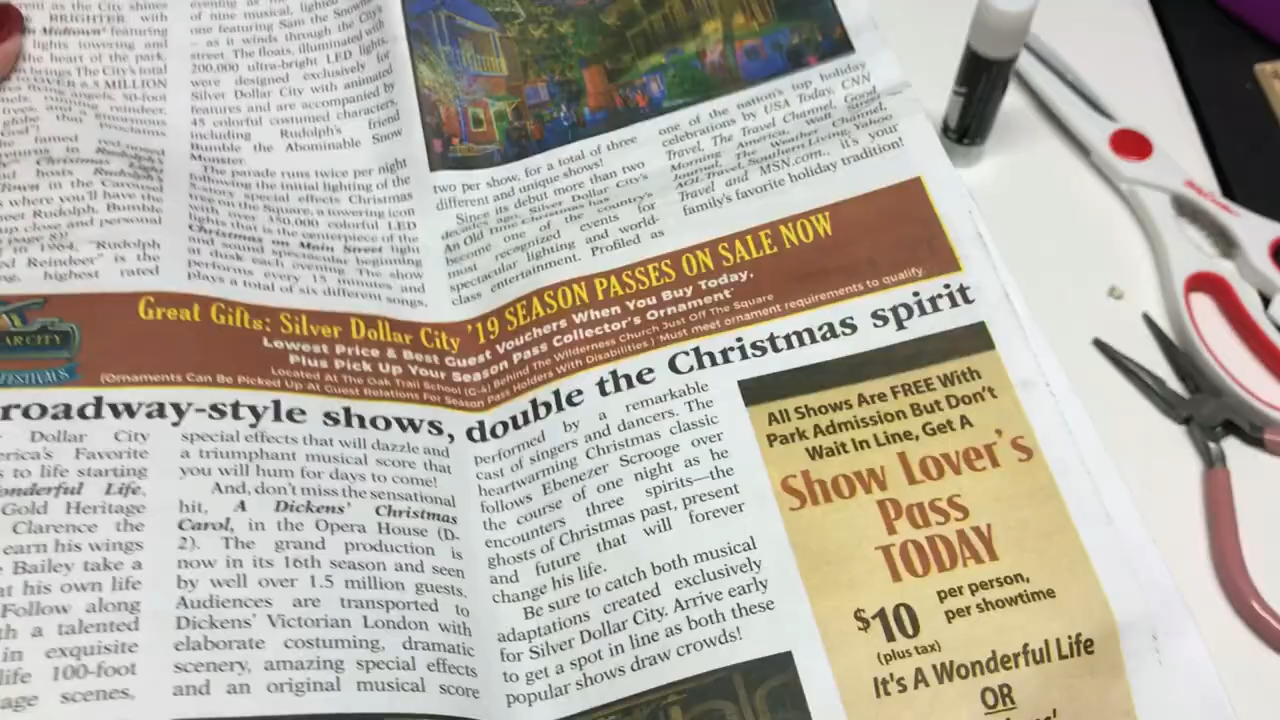 as the City shines
BRIGHTER, with
Midtown" featuring
lights towering and
the heart of the park,
brings The City's total
6.5 MILLION
of nine musical, lighted
one featuring Sam the Snowman
– as it winds through the City
street. The floats, illuminated with
200,000 ultra-bright LED lights,
were designed exclusively for
Silver Dollar City with animated
features and are accompanied by
45 colorful costumed characters,
including Rudolph's friend
Bumble the Abominable Snow
Monster.
The parade runs twice per night
following the initial lighting of the
special effects Christmas
tree on the Square, a towering icon
with over colorful LED
lights that is the centerpiece of the
Christmas on Main Street light
and sound spectacular beginning
at dusk each evening. The show
performs every 15 minutes and
plays a total of six different songs,
two per show, for a total of three
different and unique shows!
Since its debut more than two
decades ago, Silver Dollar City's
An Old Time Christmas has
become one of the country's
most recognized events for
spectacular lighting and world-
class entertainment. Profiled as
one of the nation's top holiday
celebrations by USA Today, CNN
Travel, The Travel Channel, Good
Morning America, Wall Street
Journal, The Weather Channel,
AOL Travel, Southern Living, Yahoo
Travel and MSN.com... it's your
family's favorite holiday tradition!
Great Gifts: Silver Dollar City '19 SEASON PASSES ON SALE NOW
Lowest Price & Best Guest Vouchers When You Buy Today,
Plus Pick Up Your Season Pass Collector's Ornament*
Located At The Oak Trail School (G-4) Behind The Wilderness Church Just Off The Square
(Ornaments Can Be Picked Up At Guest Relations For Season Pass Holders With Disabilities.) *Must meet ornament requirements to qualify.
roadway-style shows, double the Christmas spirit
Dollar City
erica's Favorite
to life starting
onderful Life,
Gold Heritage
Clarence the
earn his wings
Bailey take a
at his own life
Follow along
th a talented
in exquisite
life 100-foot
age scenes,
special effects that will dazzle and
a triumphant musical score that
you will hum for days to come!
And, don't miss the sensational
hit, A Dickens' Christmas
Carol, in the Opera House (D-
2). The grand production is
now in its 16th season and seen
by well over 1.5 million guests.
Audiences are transported to
Dickens' Victorian London with
elaborate costuming, dramatic
scenery, amazing special effects
and an original musical score
performed by a remarkable
cast of singers and dancers. The
heartwarming Christmas classic
follows Ebenezer Scrooge over
the course of one night as he
encounters three spirits—the
ghosts of Christmas past, present
and future that will forever
change his life.
Be sure to catch both musical
adaptations created exclusively
for Silver Dollar City. Arrive early
to get a spot in line as both these
popular shows draw crowds!
All Shows Are FREE With
Park Admission But Don't
Wait In Line, Get A
Show Lover's
Pass
TODAY
$10 per person,
per showtime
(plus tax)
It's A Wonderful Life
OR